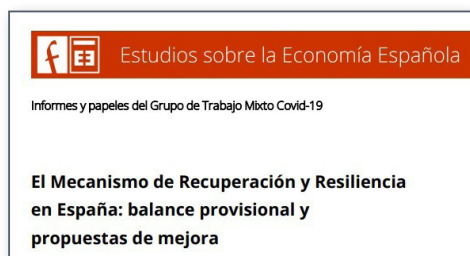 f EE Estudios sobre la Economía Española
Informes y papeles del Grupo de Trabajo Mixto Covid-19
El Mecanismo de Recuperación y Resiliencia
en España: balance provisional y
propuestas de mejora